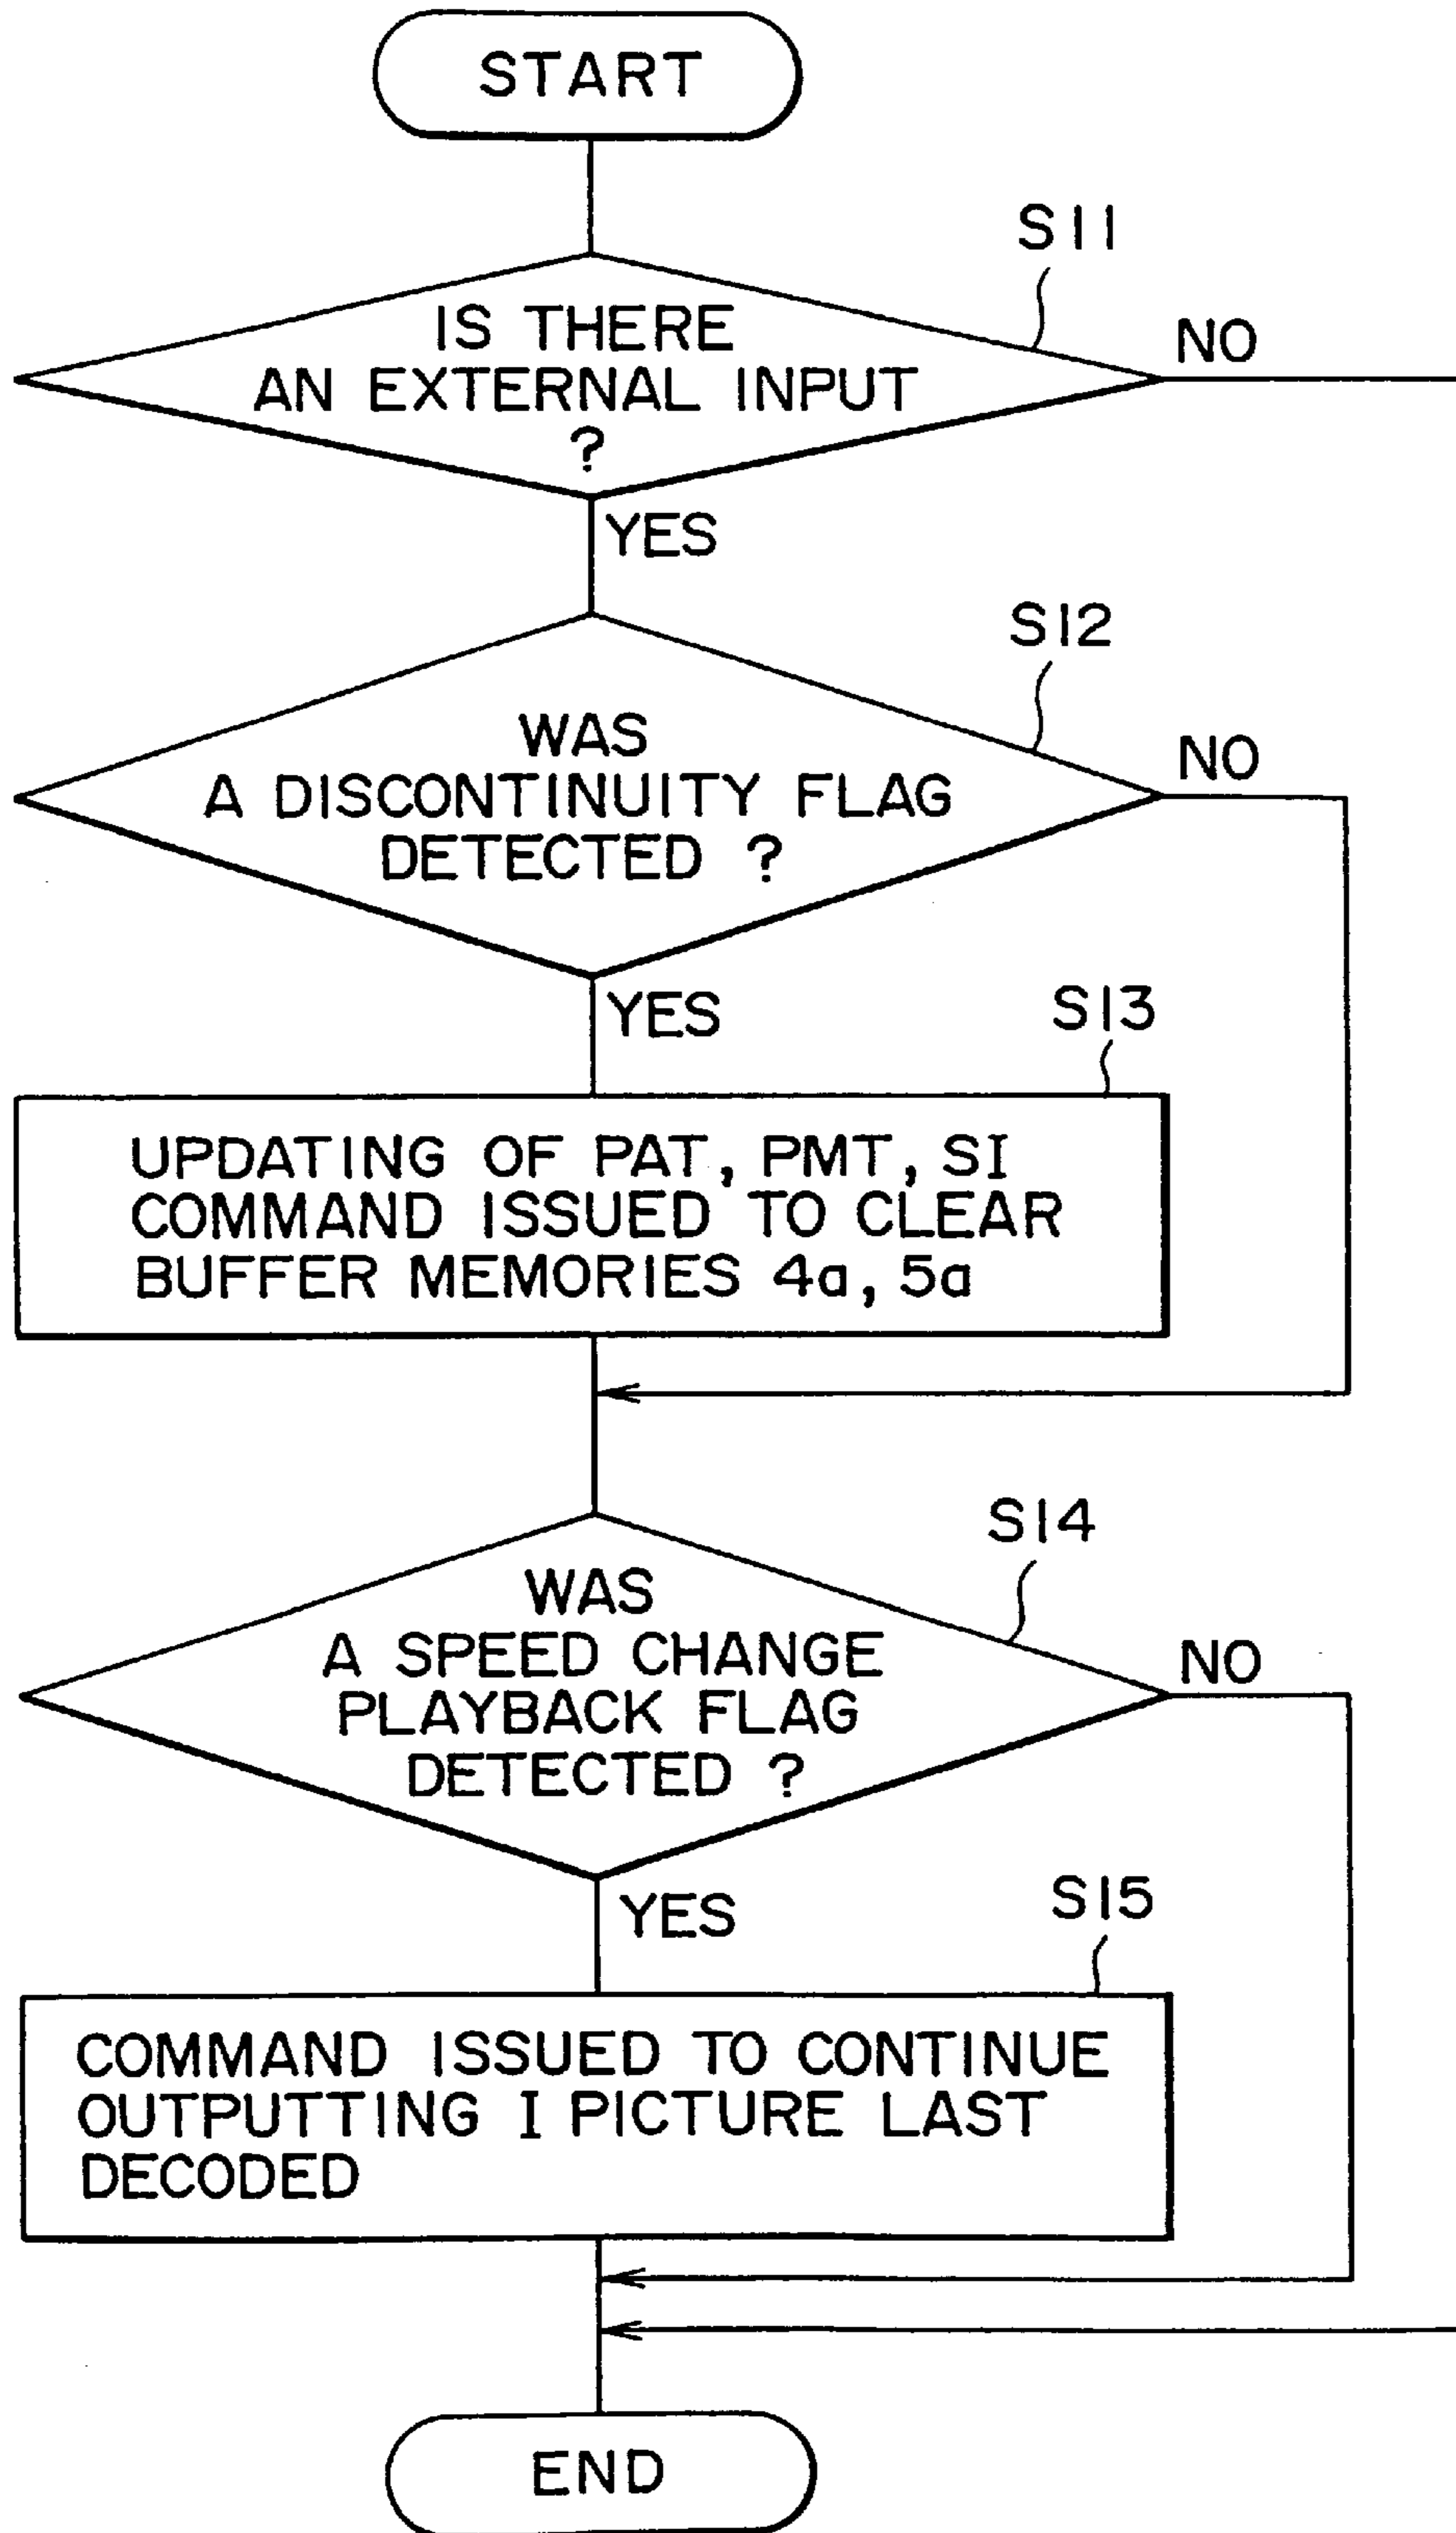 START
S11
IS THERE
AN EXTERNAL INPUT
?
NO
YES
S12
WAS
A DISCONTINUITY FLAG
DETECTED ?
NO
YES
S13
UPDATING OF PAT, PMT, SI
COMMAND ISSUED TO CLEAR
BUFFER MEMORIES 4a, 5a
S14
WAS
A SPEED CHANGE
PLAYBACK FLAG
DETECTED ?
NO
YES
S15
COMMAND ISSUED TO CONTINUE
OUTPUTTING I PICTURE LAST
DECODED
END